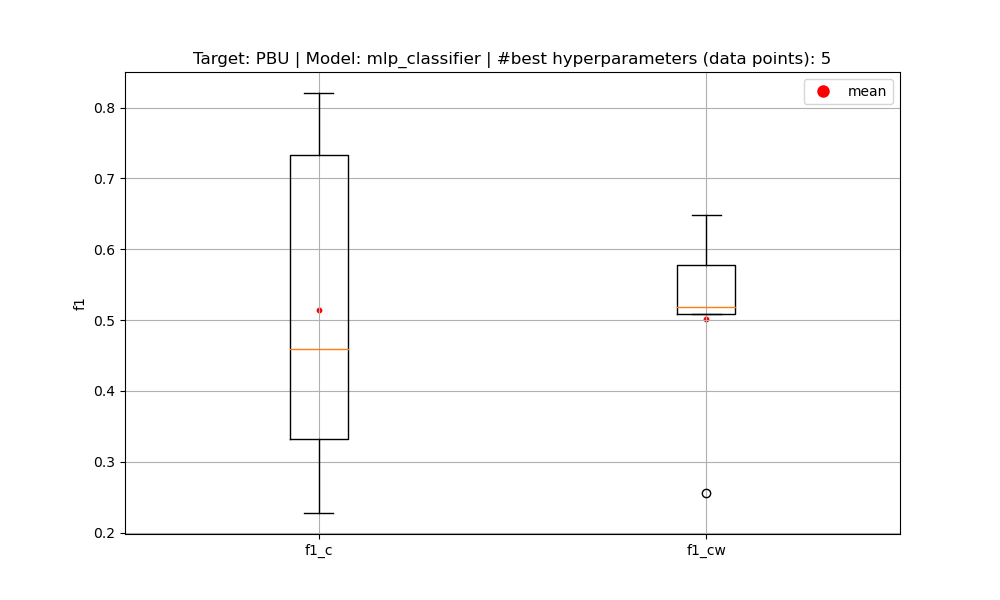 Target: PBU | Model: mlp_classifier | #best hyperparameters (data points): 5
mean
0.8
0.7
0.6
0.5
0.4
0.3
0.2
f1
f1_c
f1_cw